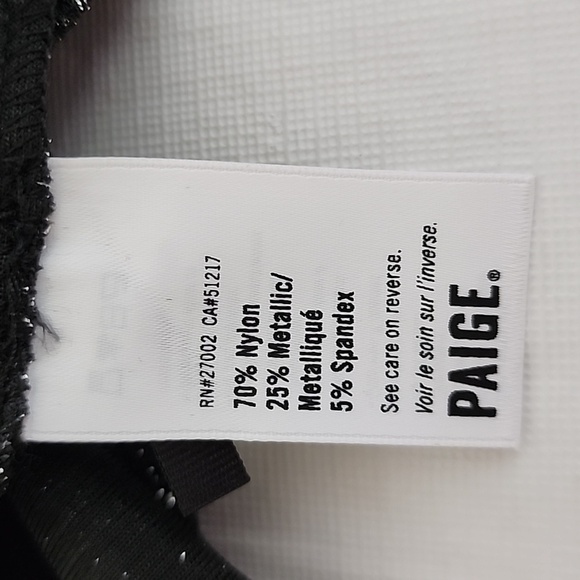 RN#27002 CA#51217
70% Nylon
25% Metallic/
Metalliqué
5% Spandex
See care on reverse.
Voir le soin sur l'inverse.
PAIGE®